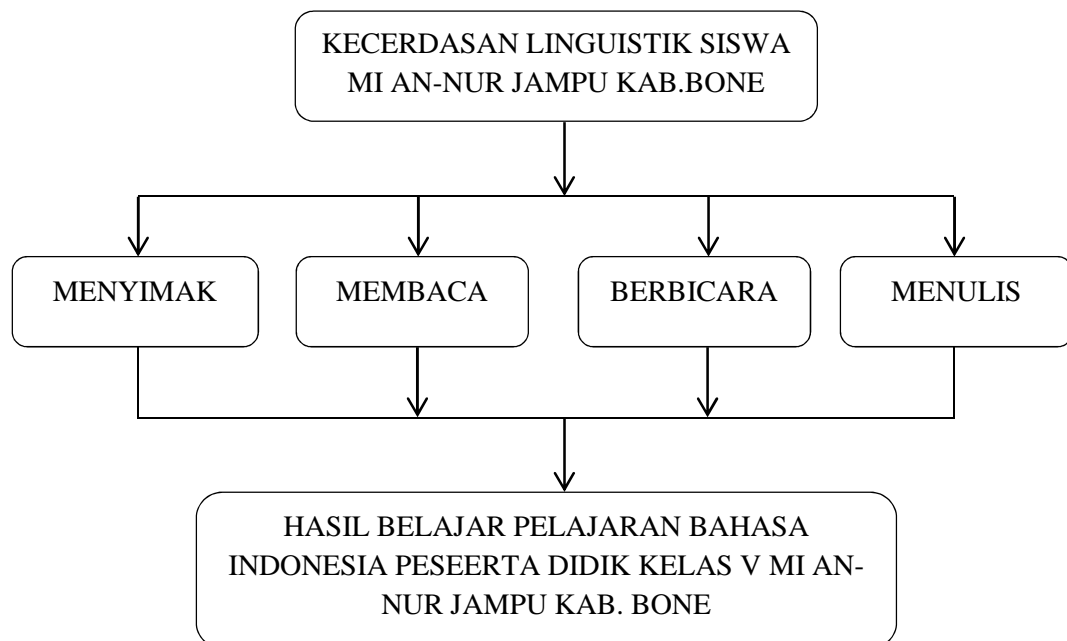 KECERDASAN LINGUISTIK SISWA
MI AN-NUR JAMPU KAB.BONE
MENYIMAK
MEMBACA
BERBICARA
MENULIS
HASIL BELAJAR PELAJARAN BAHASA
INDONESIA PESEERTA DIDIK KELAS V MI AN-
NUR JAMPU KAB. BONE